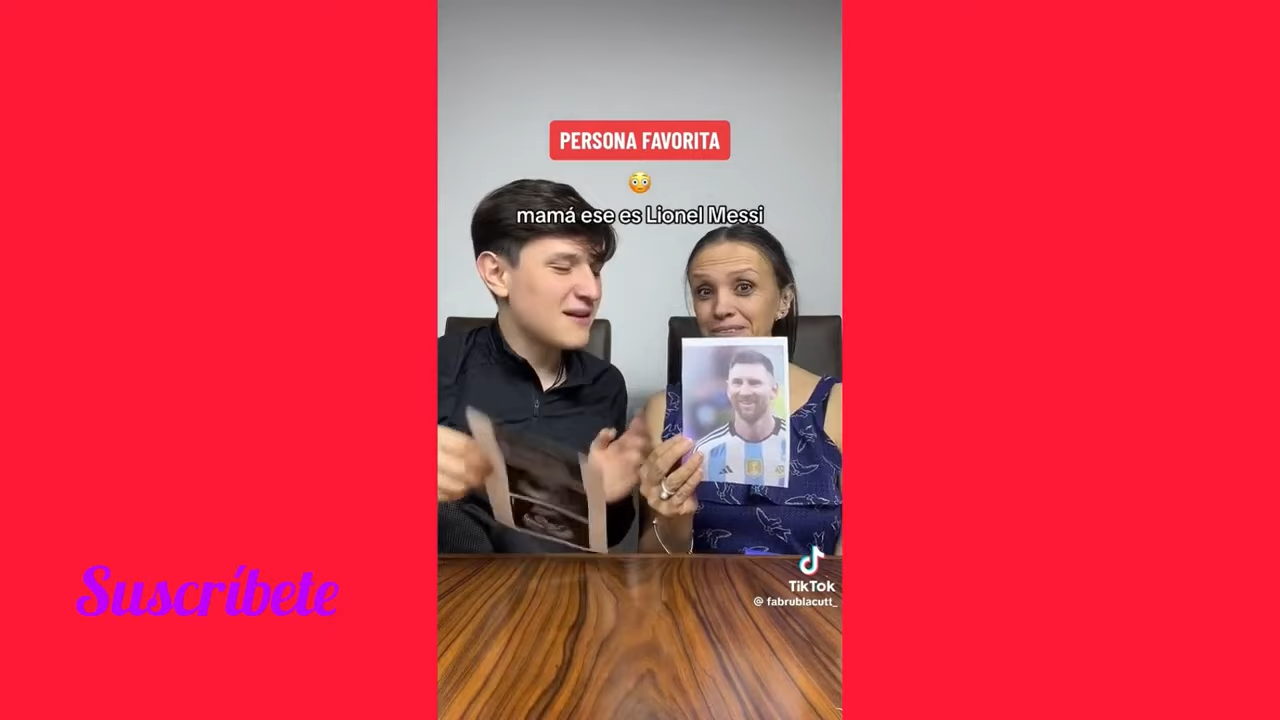 PERSONA FAVORITA
mamá ese es Lionel Messi
Suscríbete
TikTok
@ fabrublacutt_